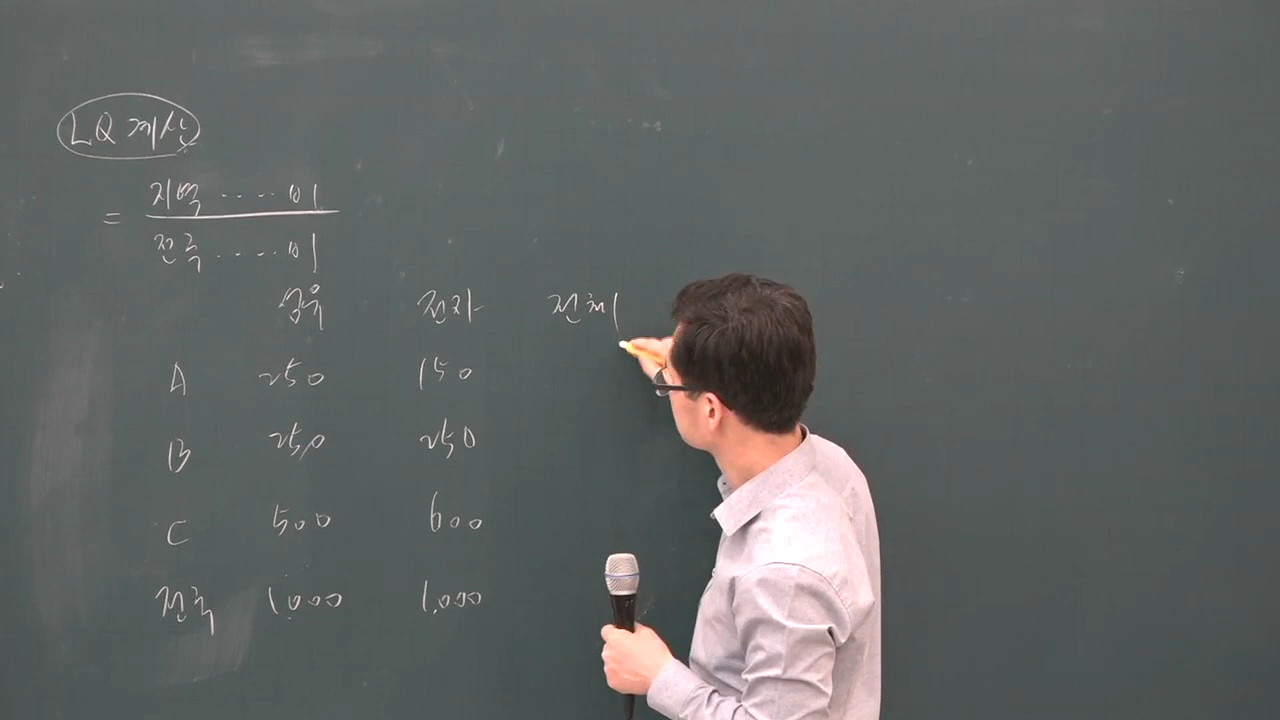 LQ 계산
= 지역 ..... 비
전국 ..... 비
섬유 전자 전체
A 250 150
B 250 250
C 500 600
전국 1,000 1,000